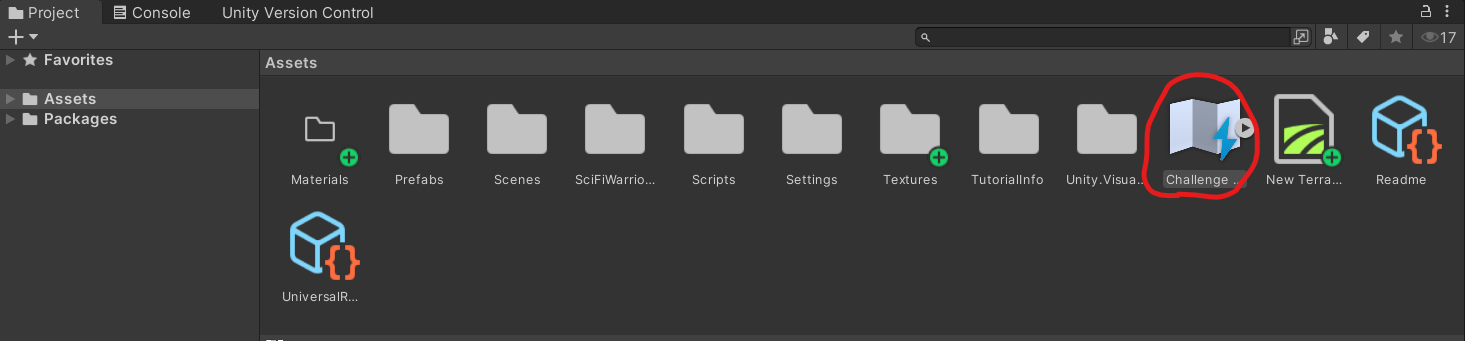 Project Console Unity Version Control
17
Favorites
Assets
Assets
Packages
Materials Prefabs Scenes SciFiWarrio... Scripts Settings Textures TutorialInfo Unity.Visua... Challenge ... New Terra... Readme
UniversalR...